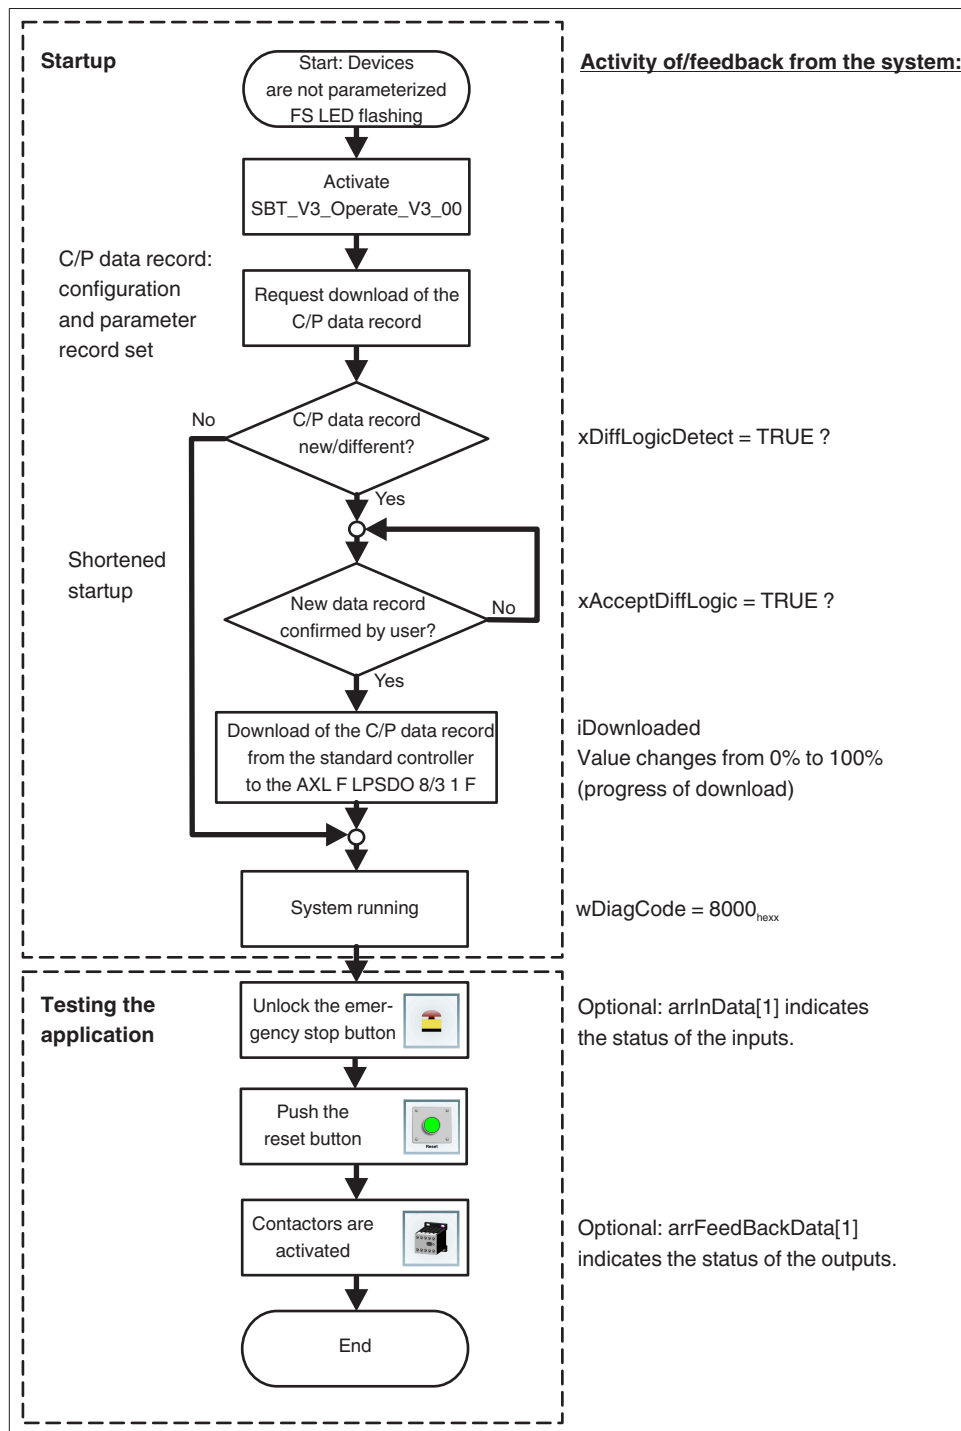 Startup
Start: Devices
are not parameterized
FS LED flashing
Activity of/feedback from the system:
Activate
SBT_V3_Operate_V3_00
C/P data record:
configuration
and parameter
record set
Request download of the
C/P data record
No
C/P data record
new/different?
xDiffLogicDetect = TRUE ?
Yes
Shortened
startup
New data record
confirmed by user?
No
xAcceptDiffLogic = TRUE ?
Yes
Download of the C/P data record
from the standard controller
to the AXL F LPSDO 8/3 1 F
iDownloaded
Value changes from 0% to 100%
(progress of download)
System running
wDiagCode = 8000hexx
Testing the
application
Unlock the emer-
gency stop button
Optional: arrInData[1] indicates
the status of the inputs.
Push the
reset button
Reset
Contactors are
activated
Optional: arrFeedBackData[1]
indicates the status of the outputs.
End